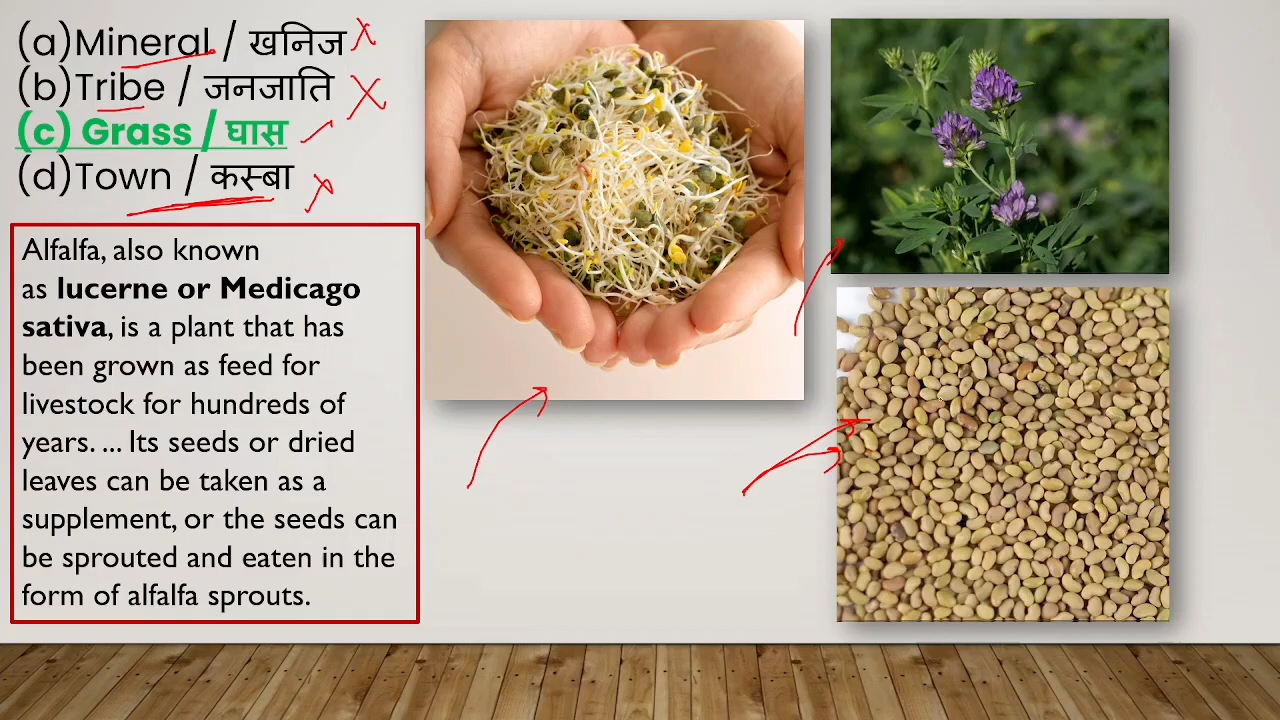 (a)Mineral / खनिज
(b)Tribe / जनजाति
(c) Grass / घास
(d)Town / कस्बा
Alfalfa, also known
as lucerne or Medicago
sativa, is a plant that has
been grown as feed for
livestock for hundreds of
years. ... Its seeds or dried
leaves can be taken as a
supplement, or the seeds can
be sprouted and eaten in the
form of alfalfa sprouts.